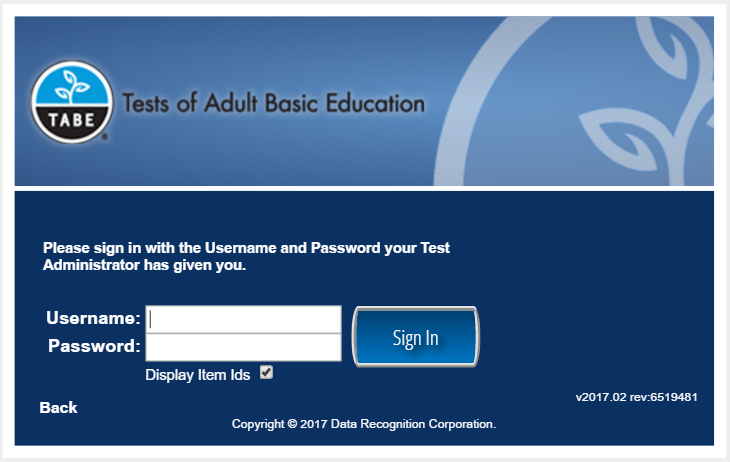 TABE
Tests of Adult Basic Education
Please sign in with the Username and Password your Test
Administrator has given you.
Username:
Password:
Sign In
Display Item Ids
Back
v2017.02 rev:6519481
Copyright © 2017 Data Recognition Corporation.